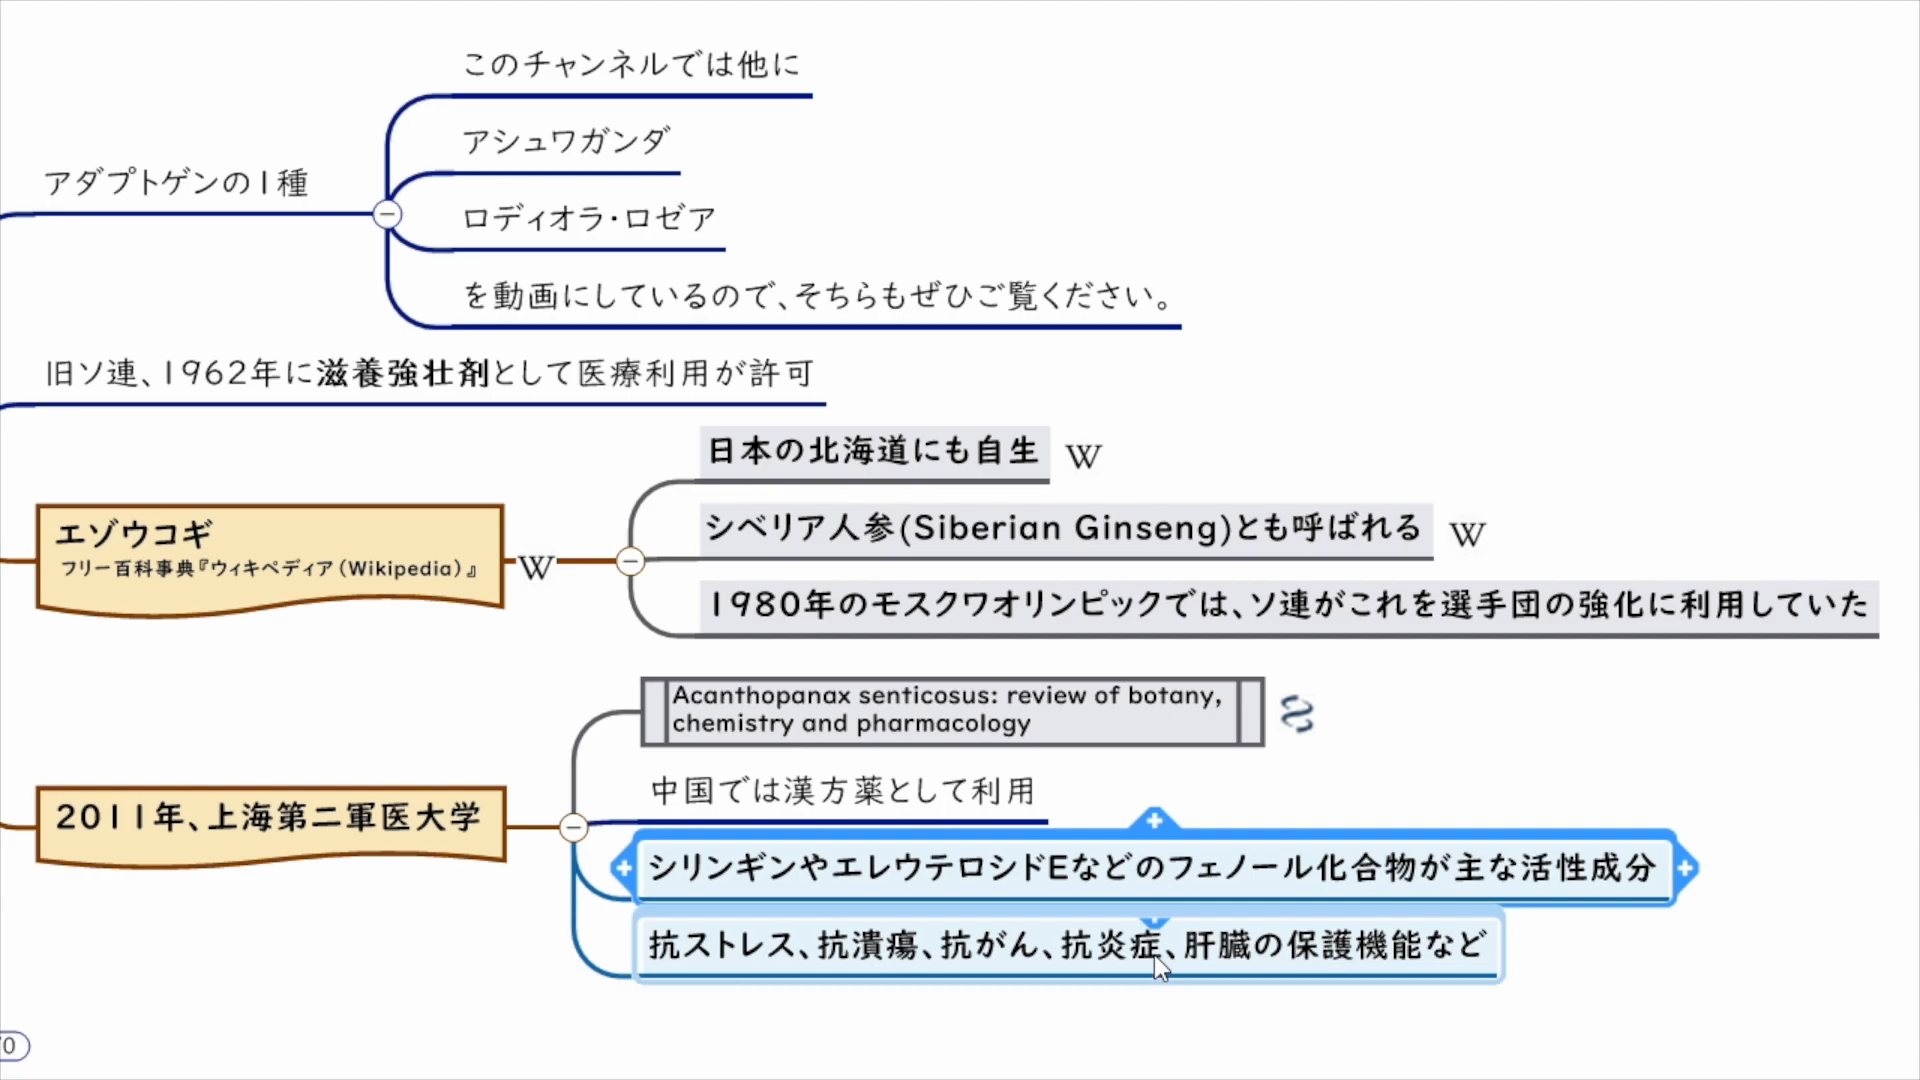 このチャンネルでは他に
アシュワガンダ
アダプトゲンの1種
ロディオラ・ロゼア
を動画にしているので、そちらもぜひご覧ください。
旧ソ連、1962年に滋養強壮剤として医療利用が許可
日本の北海道にも自生 W
シベリア人参(Siberian Ginseng)とも呼ばれる W
エゾウコギ
フリー百科事典『ウィキペディア(Wikipedia)』 W
1980年のモスクワオリンピックでは、ソ連がこれを選手団の強化に利用していた
Acanthopanax senticosus: review of botany,
chemistry and pharmacology
中国では漢方薬として利用
2011年、上海第二軍医大学
シリンギンやエレウテロシドEなどのフェノール化合物が主な活性成分
抗ストレス、抗潰瘍、抗がん、抗炎症、肝臓の保護機能など